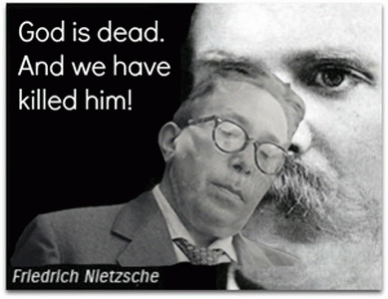 God is dead.
And we have
killed him!
Friedrich Nietzsche